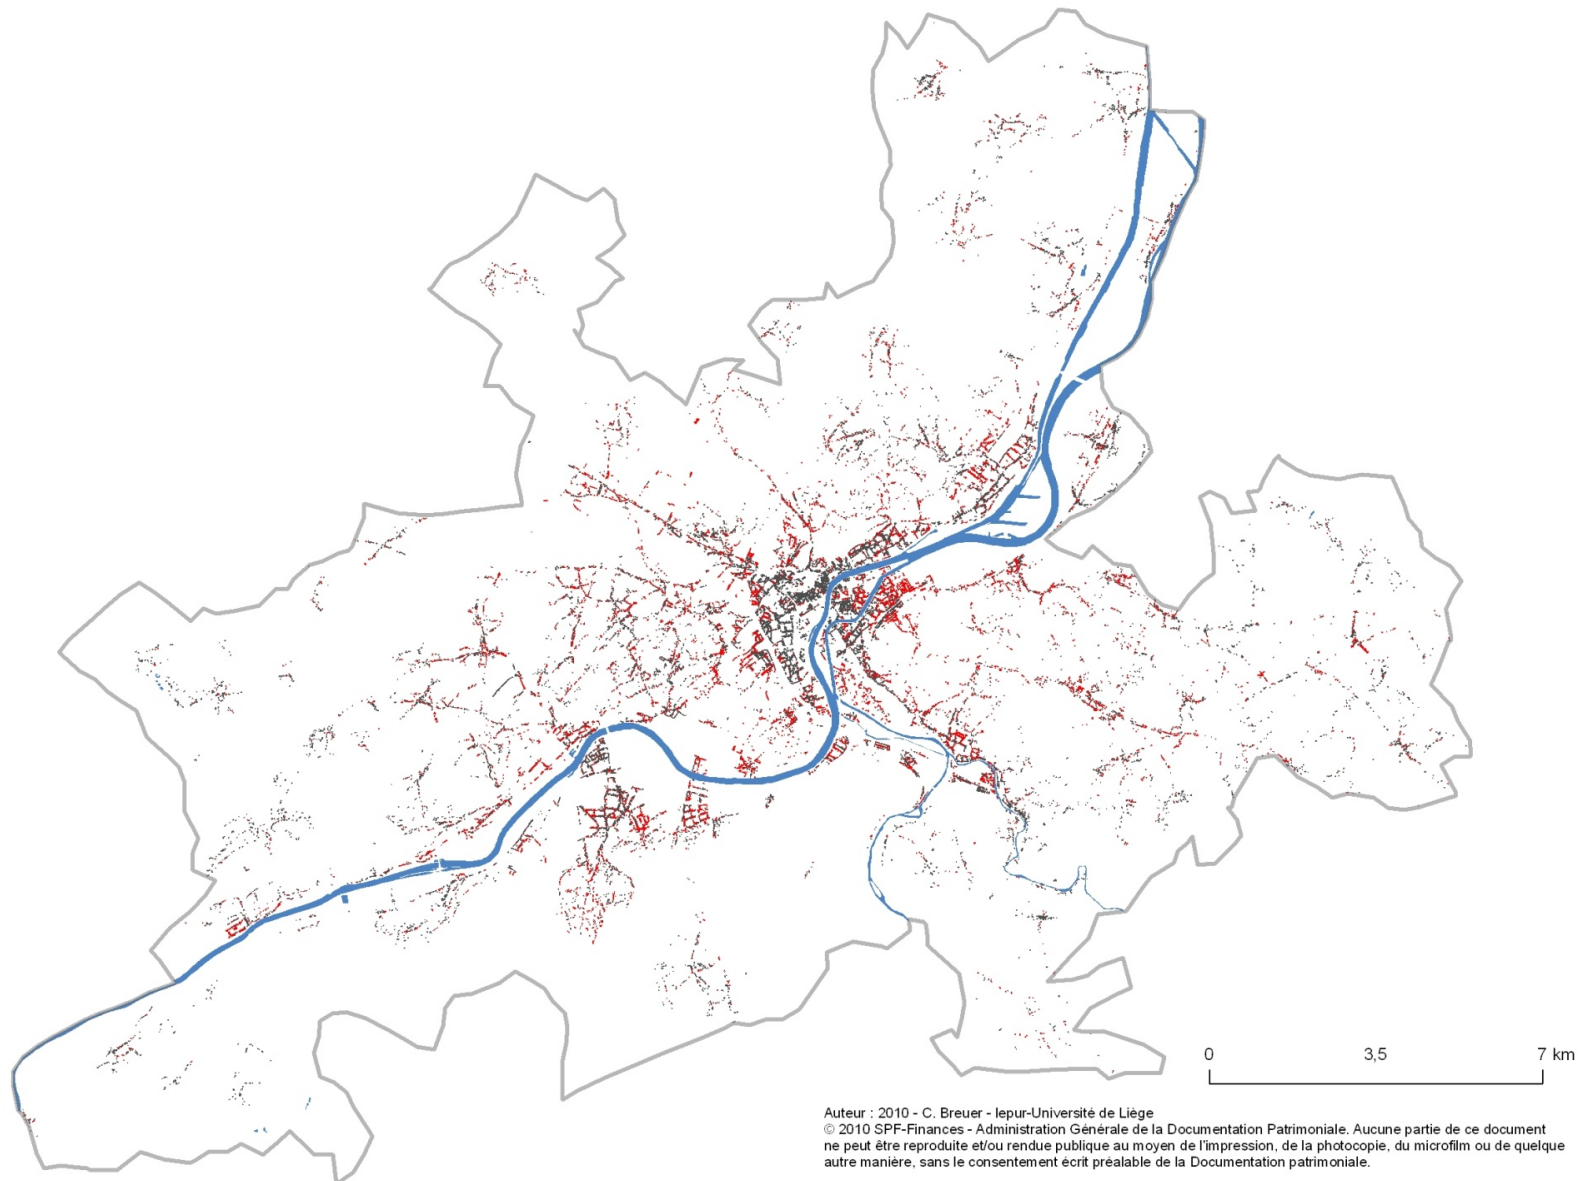 0 3,5 7 km
Auteur : 2010 - C. Breuer - lepur-Université de Liège
© 2010 SPF-Finances - Administration Générale de la Documentation Patrimoniale. Aucune partie de ce document
ne peut être reproduite et/ou rendue publique au moyen de l'impression, de la photocopie, du microfilm ou de quelque
autre manière, sans le consentement écrit préalable de la Documentation patrimoniale.